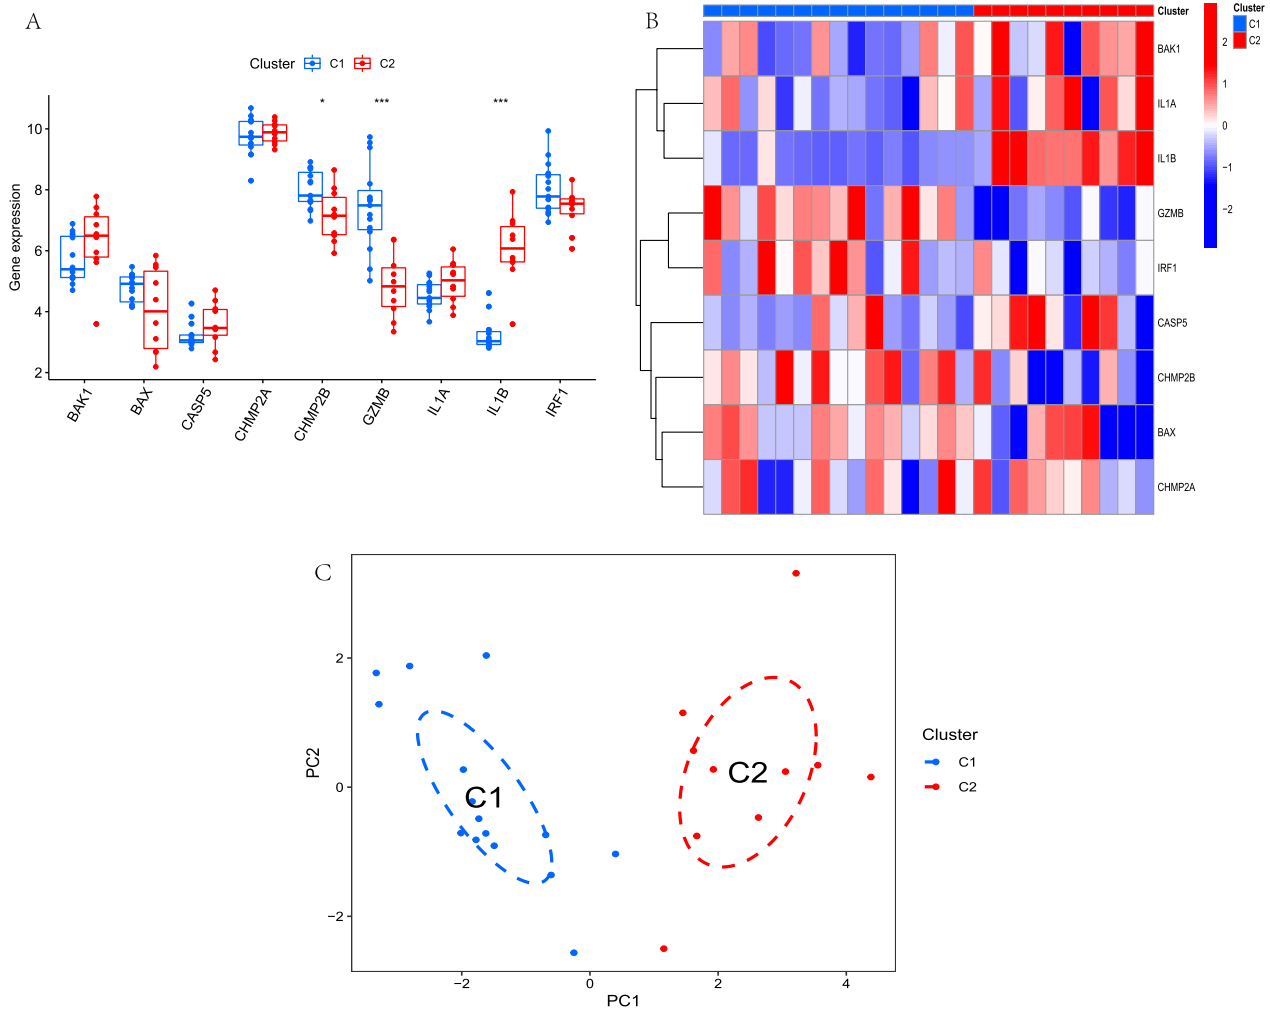 A
Cluster C1 C2
* *** ***
Gene expression
10
8
6
4
2
BAK1
BAX
CASP5
CHMP2A
CHMP2B
GZMB
IL1A
IL1B
IRF1
B
Cluster
BAK1
IL1A
IL1B
GZMB
IRF1
CASP5
CHMP2B
BAX
CHMP2A
2
1
0
−1
−2
Cluster
C1
C2
C
PC2
2
0
−2
C1
C2
−2
0
2
4
PC1
Cluster
C1
C2